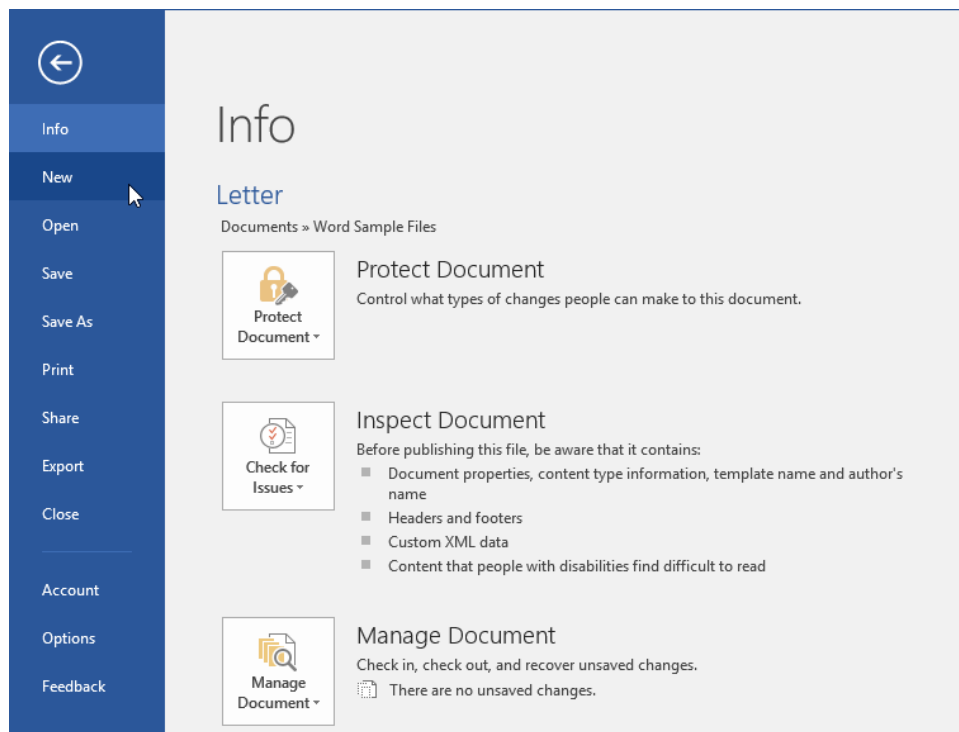 Info
New
Open
Save
Save As
Print
Share
Export
Close
Account
Options
Feedback
Info
Letter
Documents » Word Sample Files
Protect
Document
Protect Document
Control what types of changes people can make to this document.
Check for
Issues
Inspect Document
Before publishing this file, be aware that it contains:
Document properties, content type information, template name and author's
name
Headers and footers
Custom XML data
Content that people with disabilities find difficult to read
Manage
Document
Manage Document
Check in, check out, and recover unsaved changes.
There are no unsaved changes.